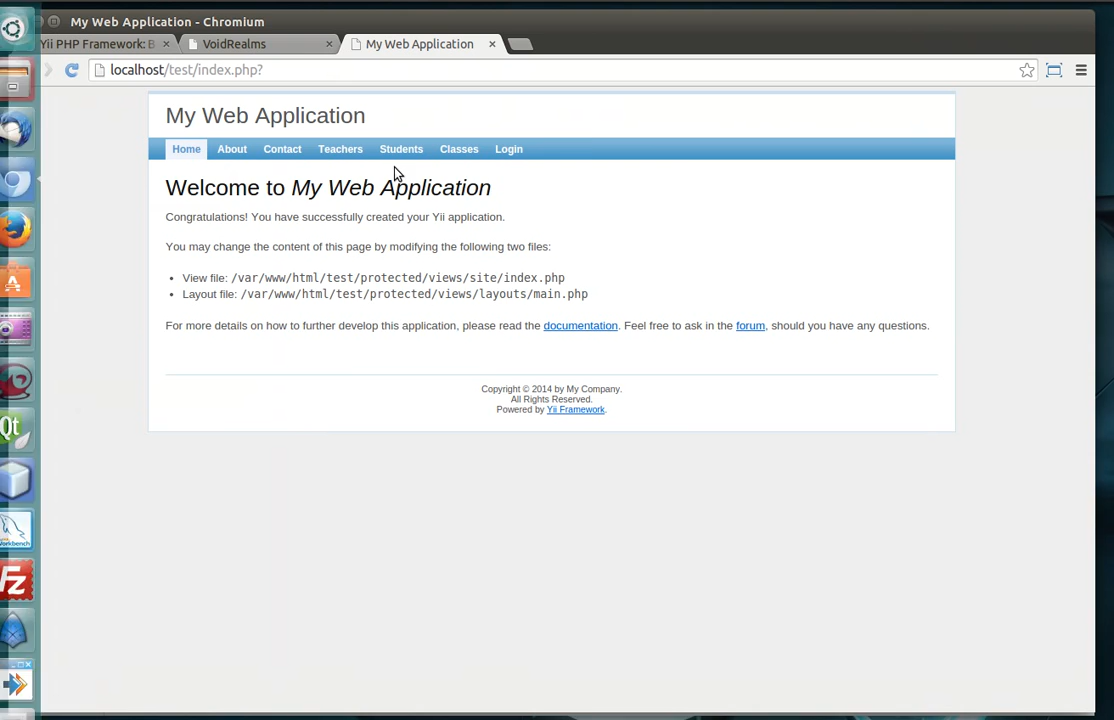 My Web Application - Chromium
Yii PHP Framework: B
VoidRealms
My Web Application
localhost/test/index.php?
My Web Application
Home About Contact Teachers Students Classes Login
Welcome to My Web Application
Congratulations! You have successfully created your Yii application.
You may change the content of this page by modifying the following two files:
• View file: /var/www/html/test/protected/views/site/index.php
• Layout file: /var/www/html/test/protected/views/layouts/main.php
For more details on how to further develop this application, please read the documentation. Feel free to ask in the forum, should you have any questions.
Copyright © 2014 by My Company.
All Rights Reserved.
Powered by Yii Framework.
Qt
Workbench
Fz